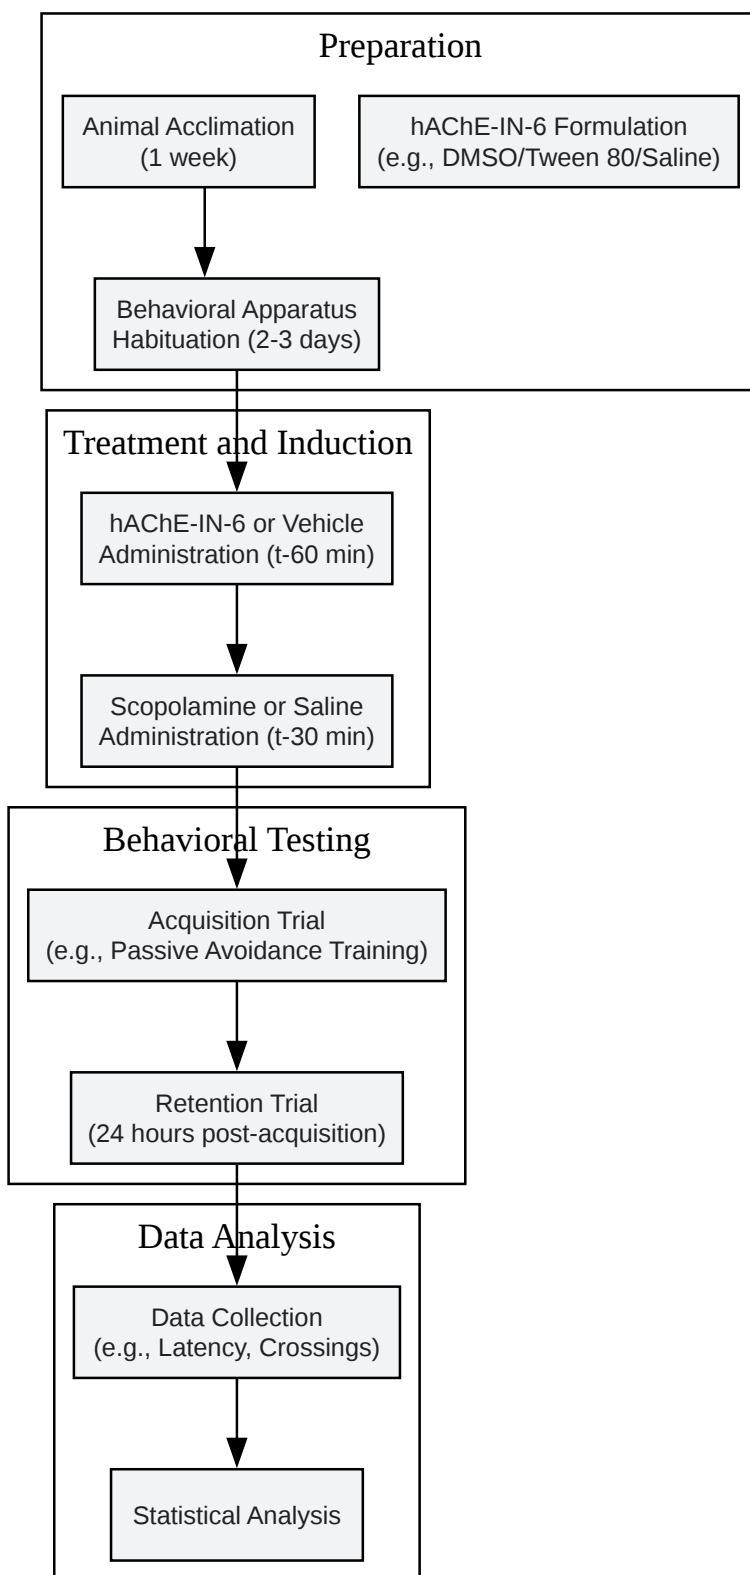 Preparation
Animal Acclimation
(1 week)
hAChE-IN-6 Formulation
(e.g., DMSO/Tween 80/Saline)
Behavioral Apparatus
Habituation (2-3 days)
Treatment and Induction
hAChE-IN-6 or Vehicle
Administration (t-60 min)
Scopolamine or Saline
Administration (t-30 min)
Behavioral Testing
Acquisition Trial
(e.g., Passive Avoidance Training)
Retention Trial
(24 hours post-acquisition)
Data Analysis
Data Collection
(e.g., Latency, Crossings)
Statistical Analysis